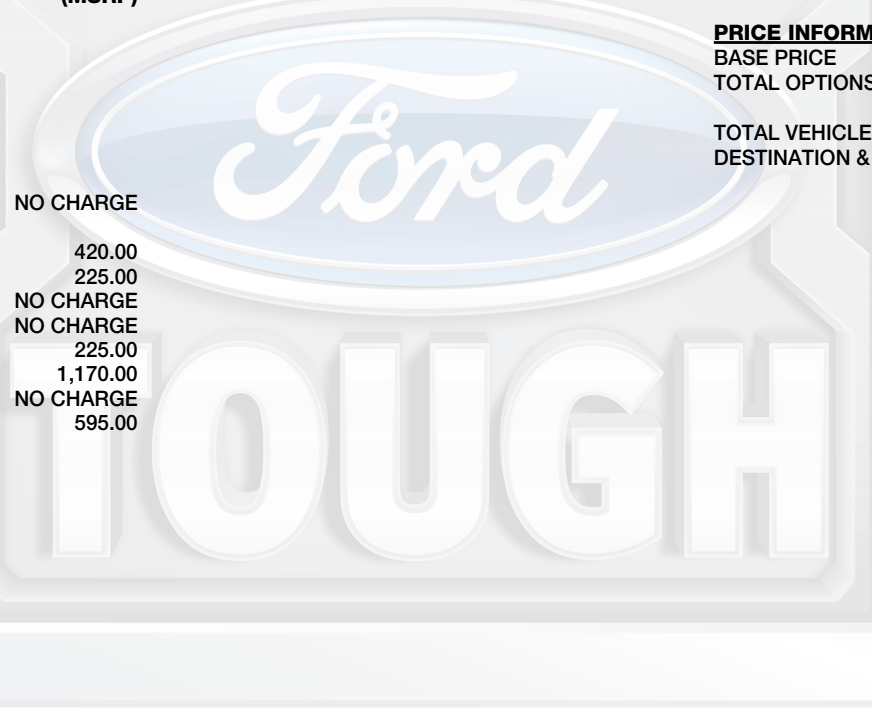 (MSRP)
PRICE INFORM
BASE PRICE
TOTAL OPTIONS
TOTAL VEHICLE
DESTINATION &
NO CHARGE
420.00
225.00
NO CHARGE
NO CHARGE
225.00
1,170.00
NO CHARGE
595.00
Ford
TOUGH